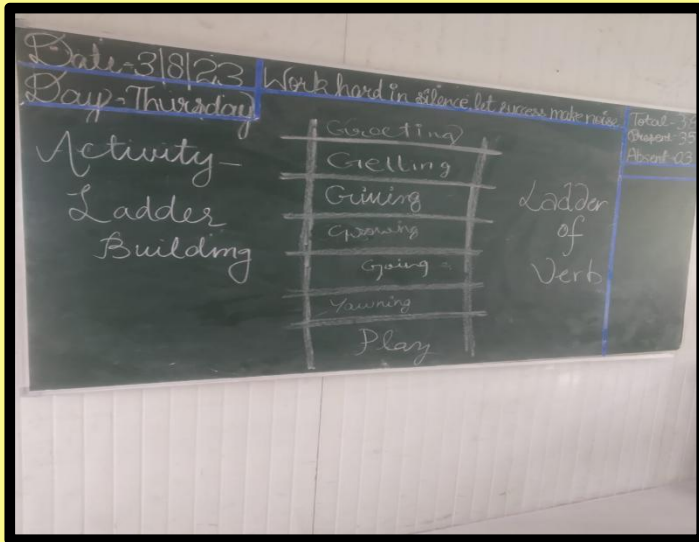 Date-3|8|23
Day-Thursday
Work hard in silence let success make noise
Total-38
Present-35
Absent-03
Activity-
Ladder
Building
Greeting
Getting
Giving
Growing
Going
Yawning
Play
Ladder
of
Verb